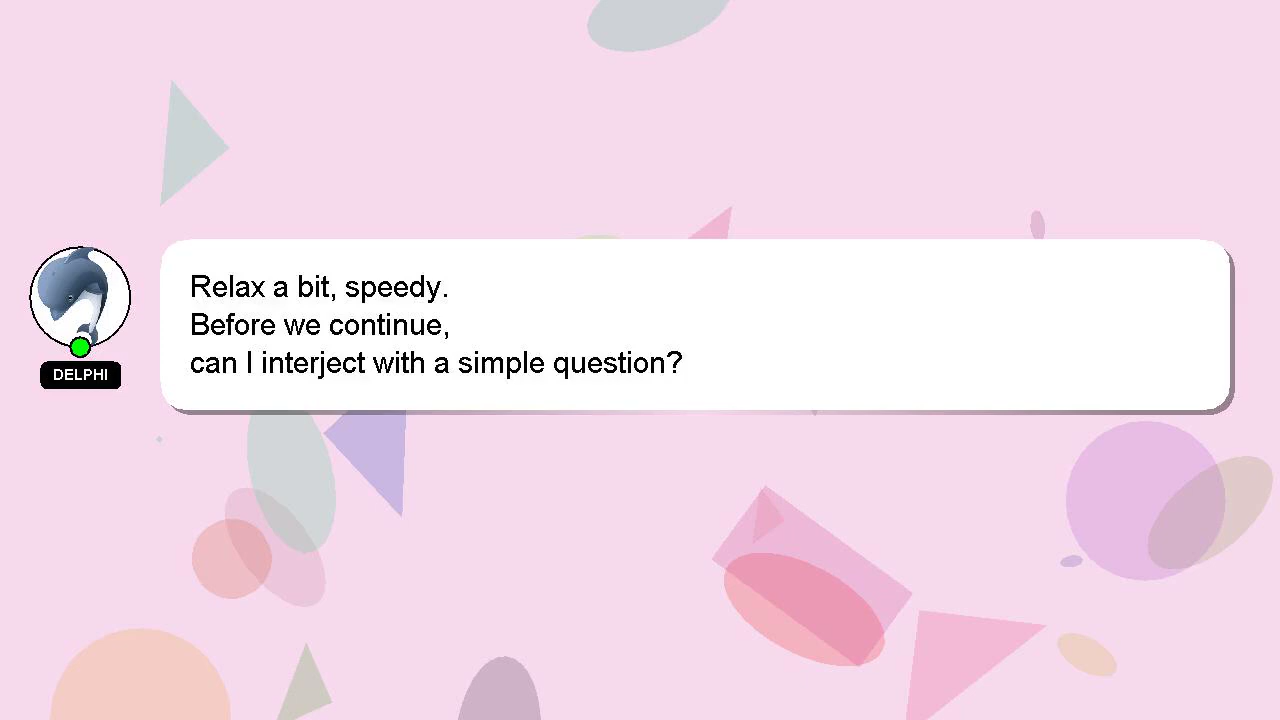 Relax a bit, speedy.
Before we continue,
can I interject with a simple question?
DELPHI